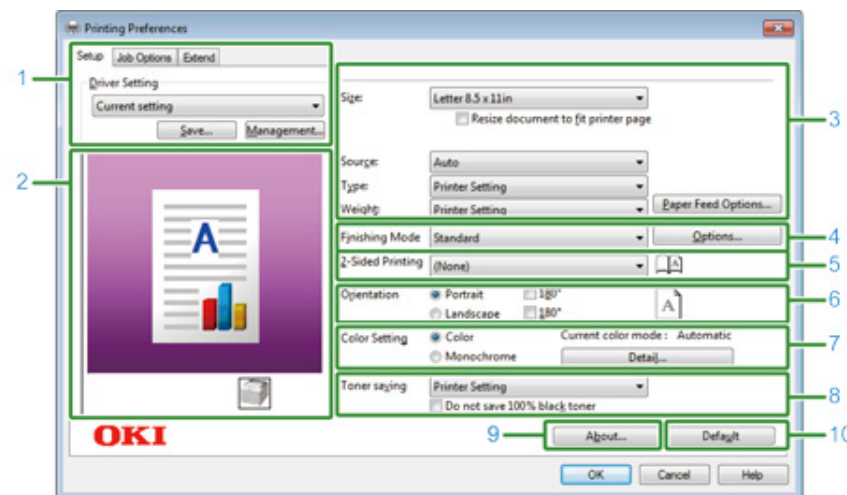 Printing Preferences
Setup Job Options Extend
1
Driver Setting
Current setting
Save... Management...
2
A
Size: Letter 8.5 x 11in
Resize document to fit printer page
3
Source: Auto
Type: Printer Setting
Weight: Printer Setting Paper Feed Options...
Finishing Mode Standard Options... 4
2-Sided Printing (None) A 5
Orientation Portrait 180°
Landscape 180° A 6
Color Setting Color Current color mode : Automatic
Monochrome Detail... 7
Toner saving Printer Setting 8
Do not save 100% black toner
OKI 9 About... Default 10
OK Cancel Help